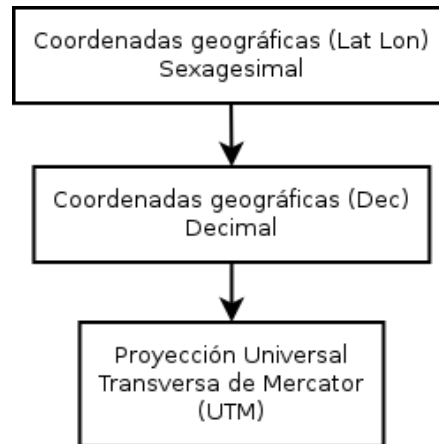 Coordenadas geográficas (Lat Lon)
Sexagesimal
Coordenadas geográficas (Dec)
Decimal
Proyección Universal
Transversa de Mercator
(UTM)